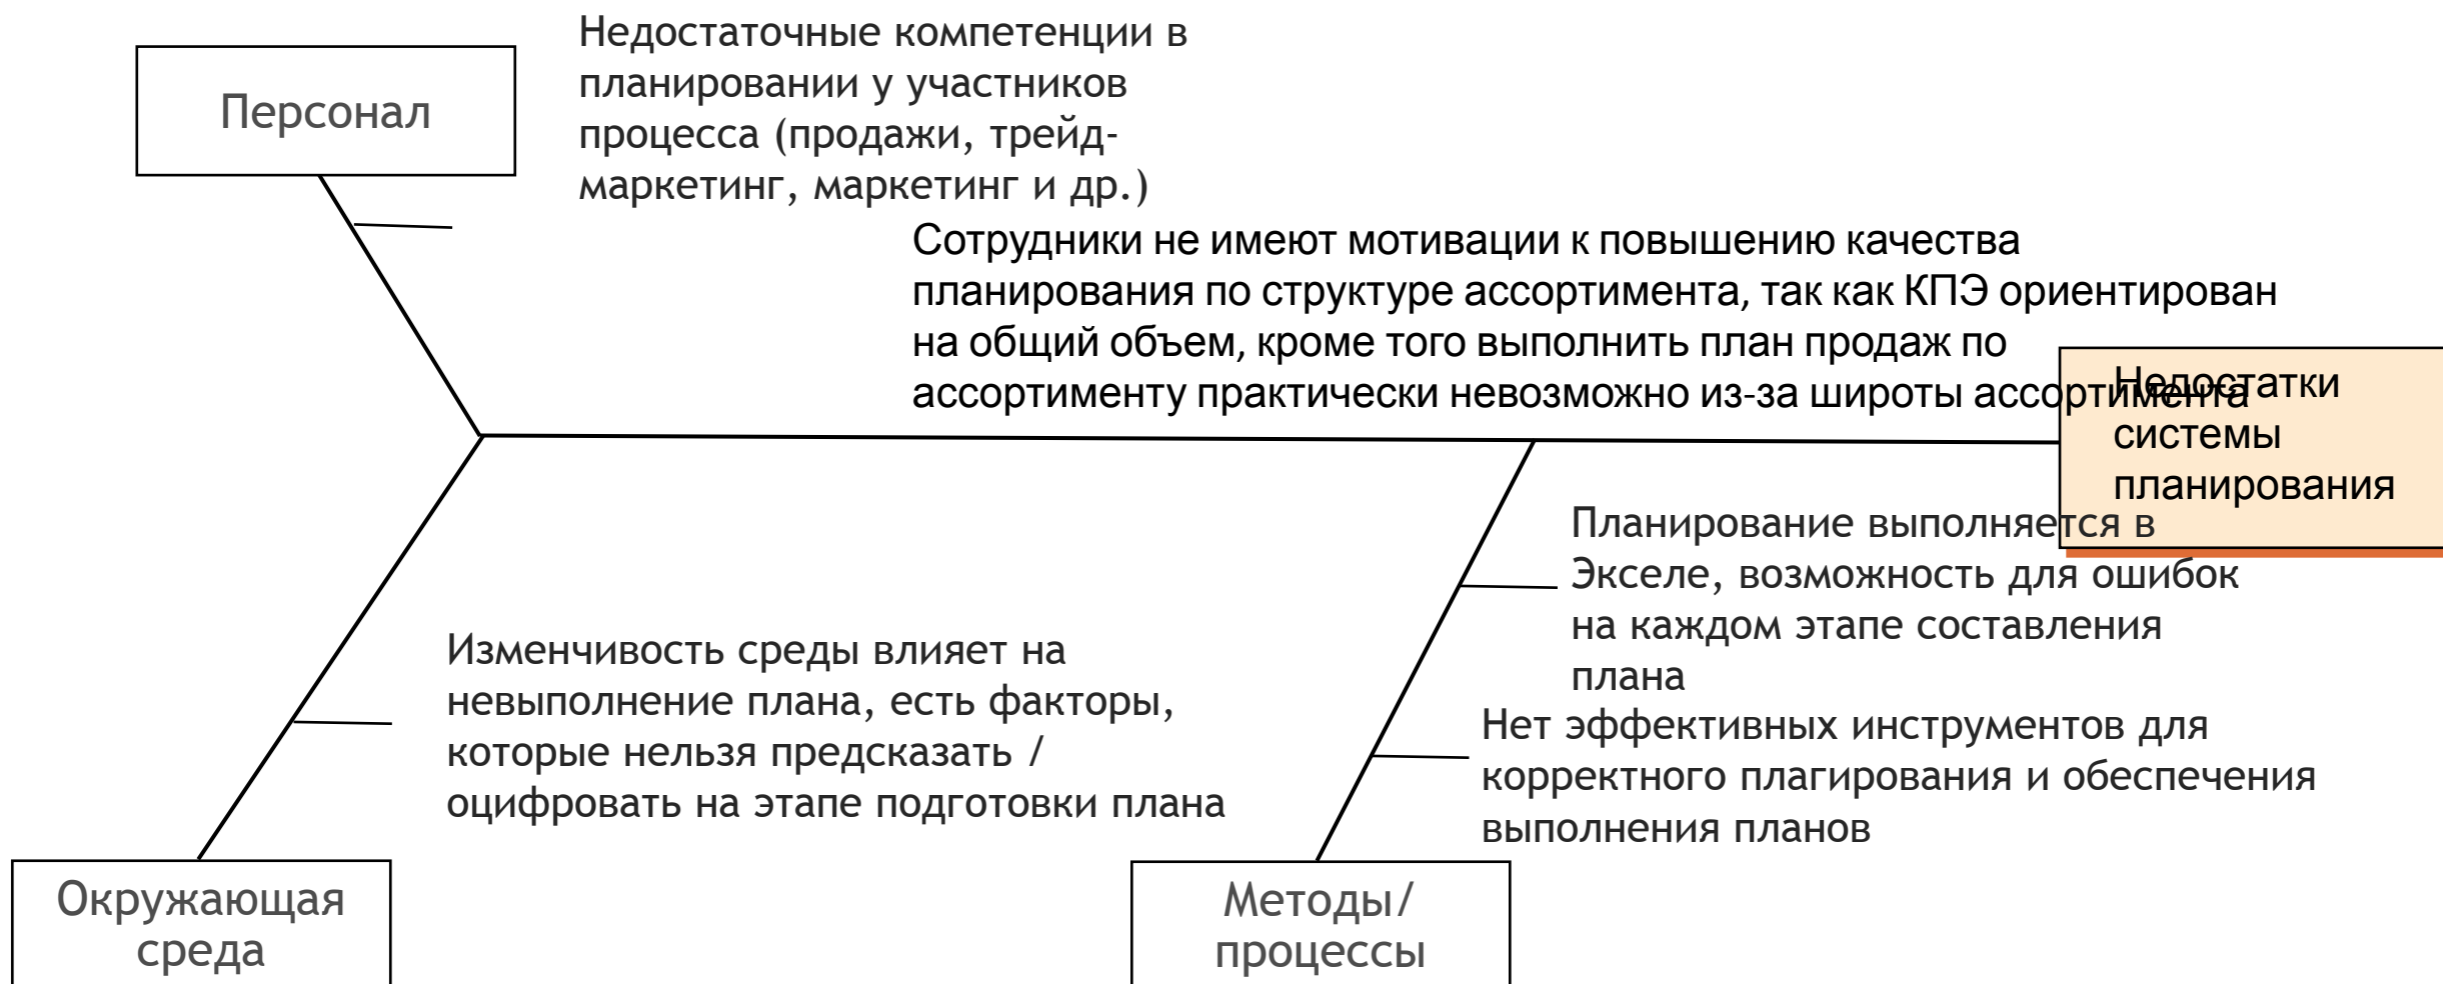 Недостаточные компетенции в
планировании у участников
процесса (продажи, трейд-
маркетинг, маркетинг и др.)
Персонал
Сотрудники не имеют мотивации к повышению качества
планирования по структуре ассортимента, так как КПЭ ориентирован
на общий объем, кроме того выполнить план продаж по
ассортименту практически невозможно из-за широты ассортимента
Недостатки
системы
планирования
Планирование выполняется в
Экселе, возможность для ошибок
на каждом этапе составления
плана
Изменчивость среды влияет на
невыполнение плана, есть факторы,
которые нельзя предсказать /
оцифровать на этапе подготовки плана
Нет эффективных инструментов для
корректного плагирования и обеспечения
выполнения планов
Окружающая
среда
Методы/
процессы